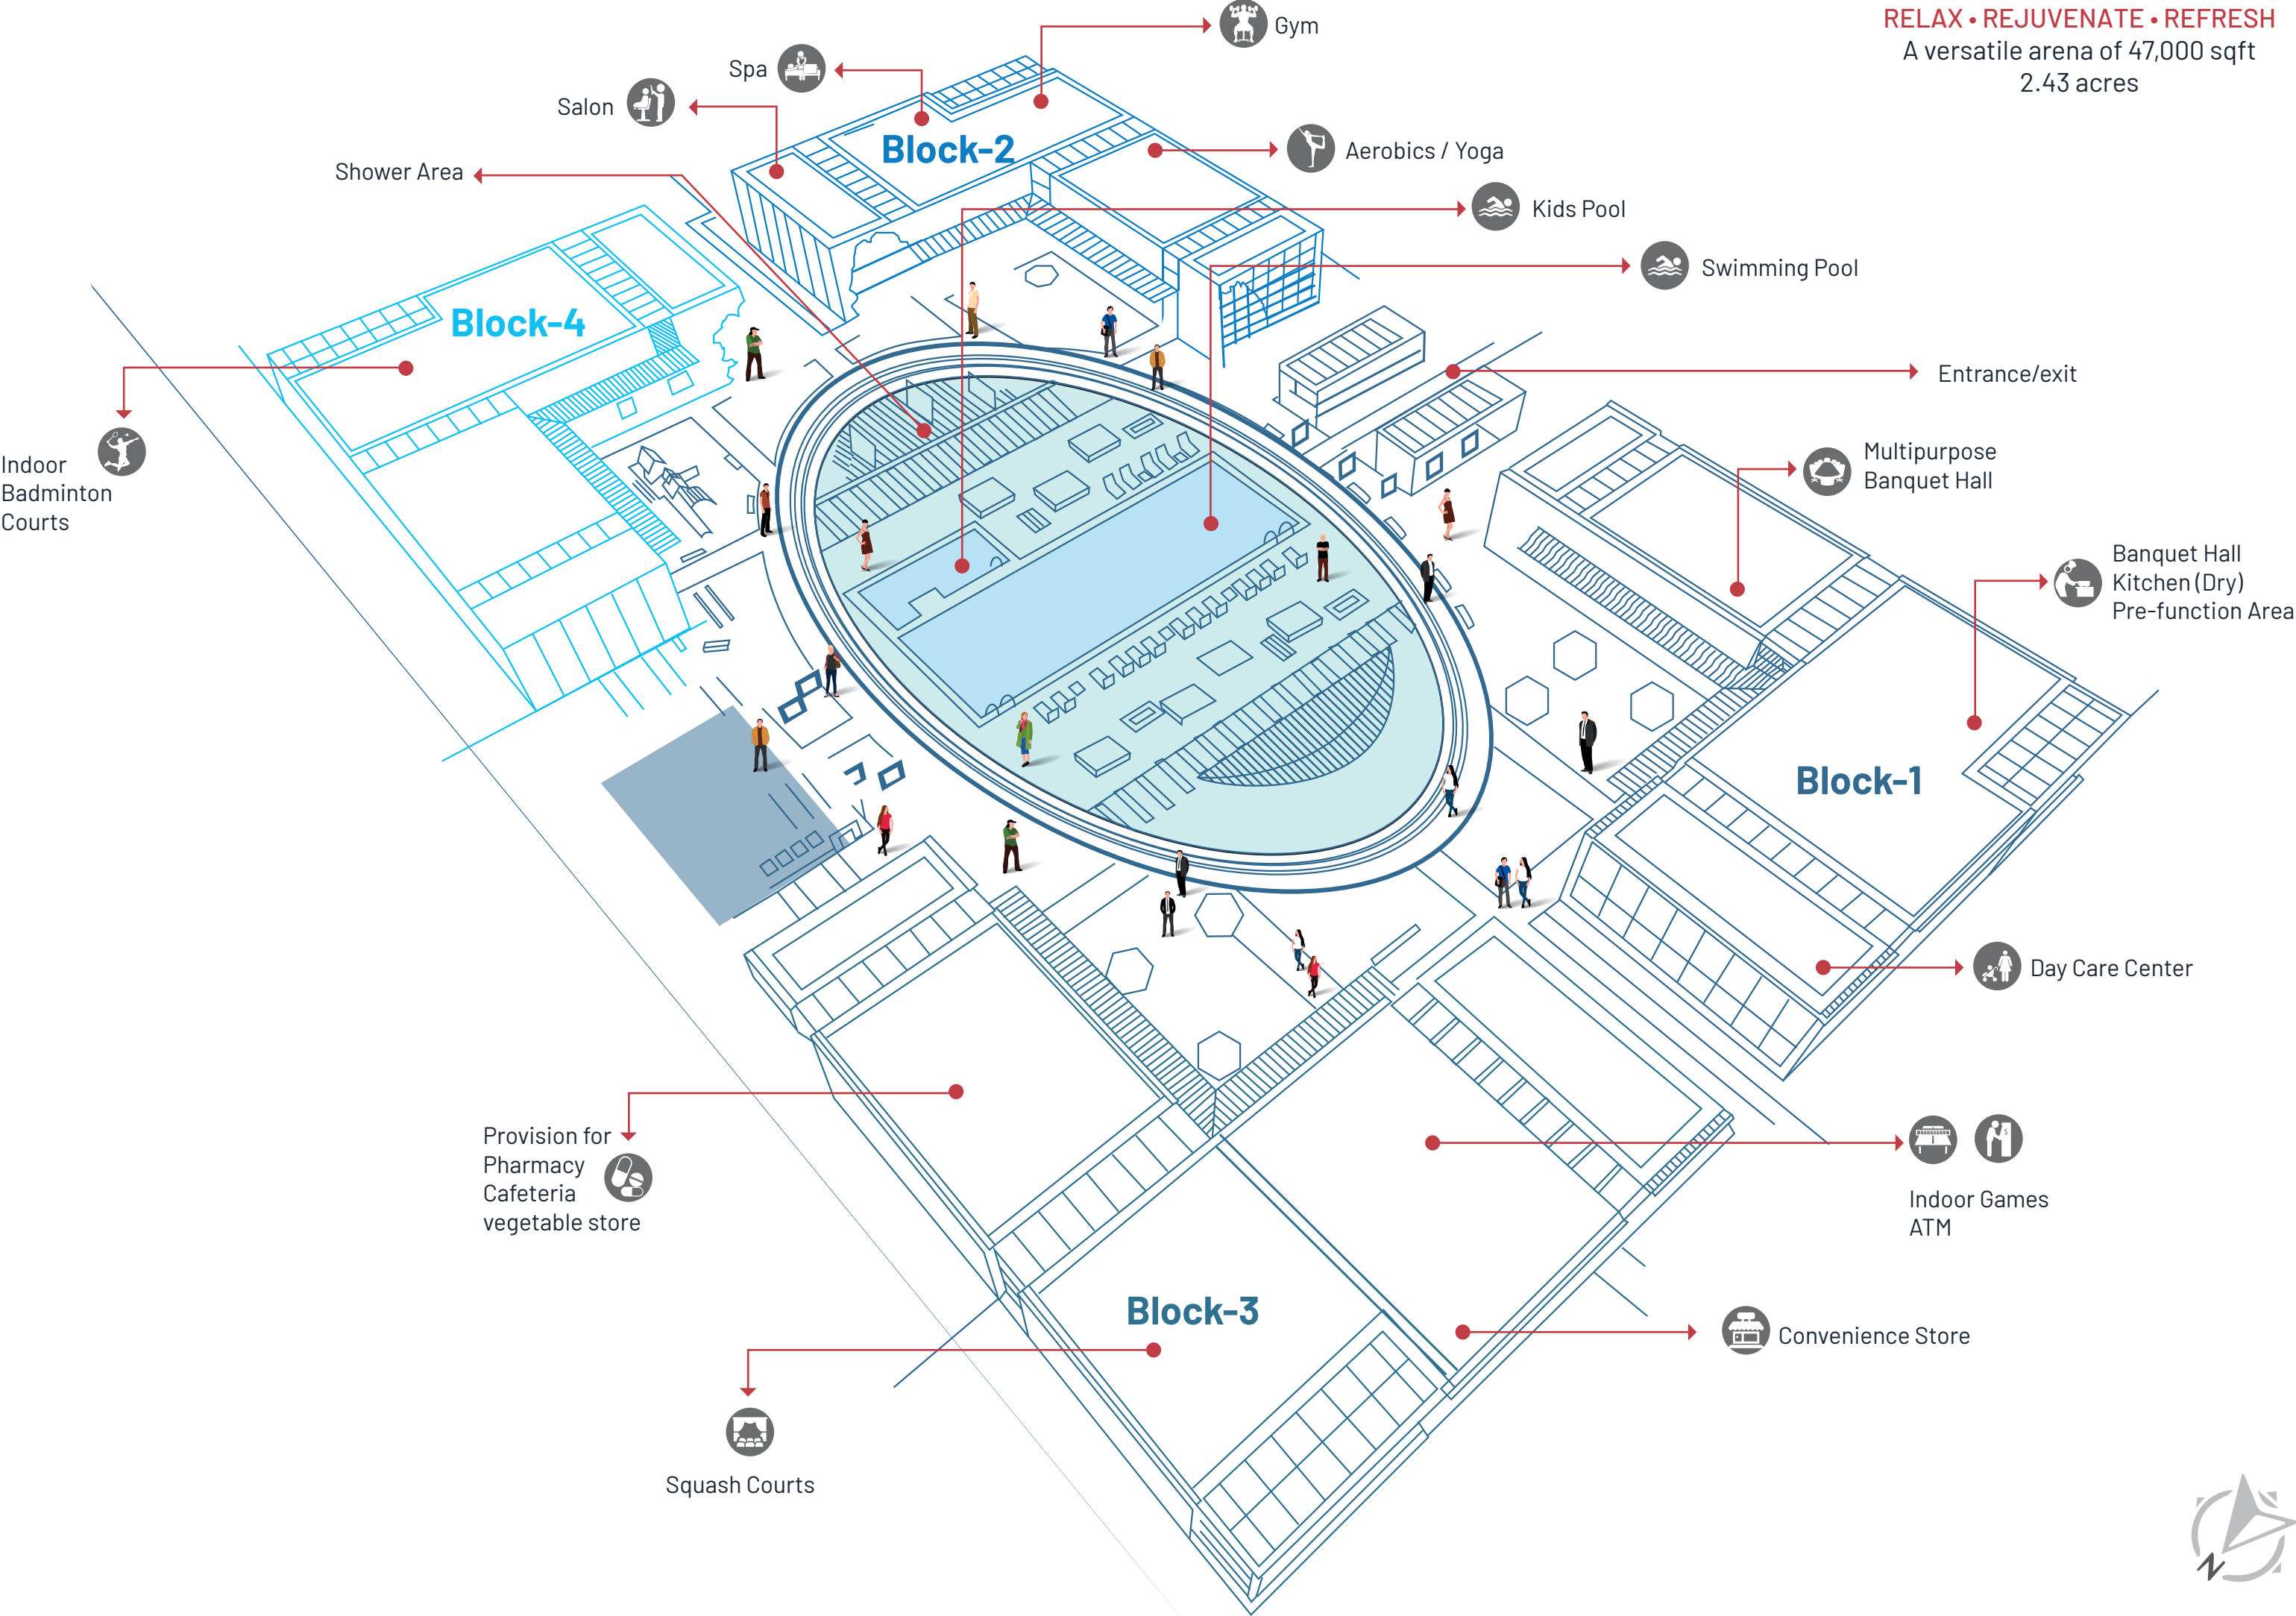 RELAX • REJUVENATE • REFRESH
A versatile arena of 47,000 sqft
2.43 acres
Gym
Spa
Salon
Block-2
Aerobics / Yoga
Shower Area
Kids Pool
Swimming Pool
Block-4
Entrance/exit
Indoor
Badminton
Courts
Multipurpose
Banquet Hall
Banquet Hall
Kitchen (Dry)
Pre-function Area
Block-1
Day Care Center
Provision for
Pharmacy
Cafeteria
vegetable store
Indoor Games
ATM
Block-3
Convenience Store
Squash Courts
N